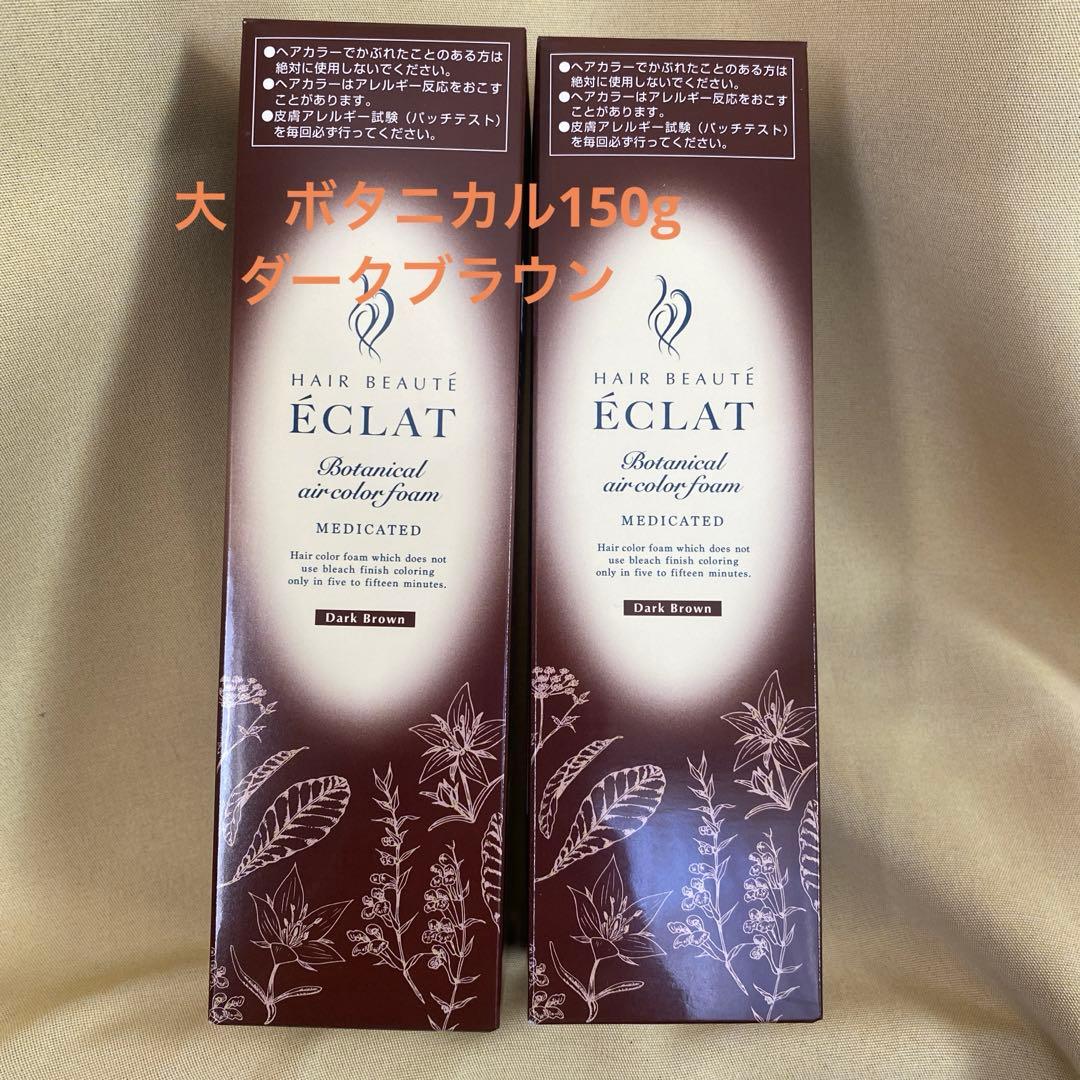 ●ヘアカラーでかぶれたことのある方は
絶対に使用しないでください。
●ヘアカラーはアレルギー反応をおこす
ことがあります。
●皮膚アレルギー試験（パッチテスト）
を毎回必ず行ってください。
●ヘアカラーでかぶれたことのある方は
絶対に使用しないでください。
●ヘアカラーはアレルギー反応をおこす
ことがあります。
●皮膚アレルギー試験（パッチテスト）
を毎回必ず行ってください。
大　ボタニカル150g
ダークブラウン
HAIR BEAUTÉ
ÉCLAT
Botanical
air color foam
MEDICATED
Hair color foam which does not
use bleach finish coloring
only in five to fifteen minutes.
Dark Brown
HAIR BEAUTÉ
ÉCLAT
Botanical
air color foam
MEDICATED
Hair color foam which does not
use bleach finish coloring
only in five to fifteen minutes.
Dark Brown